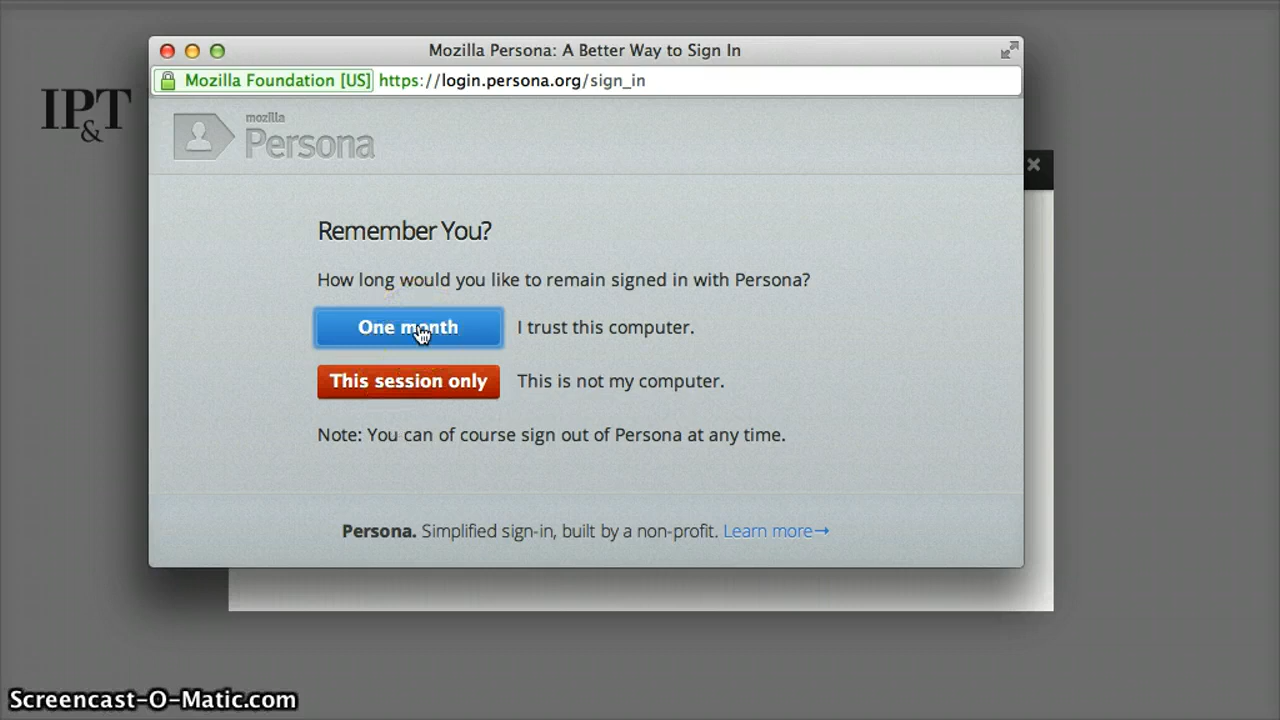 Mozilla Persona: A Better Way to Sign In
Mozilla Foundation [US] https://login.persona.org/sign_in
IP&T
mozilla
Persona
Remember You?
How long would you like to remain signed in with Persona?
One month I trust this computer.
This session only This is not my computer.
Note: You can of course sign out of Persona at any time.
Persona. Simplified sign-in, built by a non-profit. Learn more→
Screencast-O-Matic.com